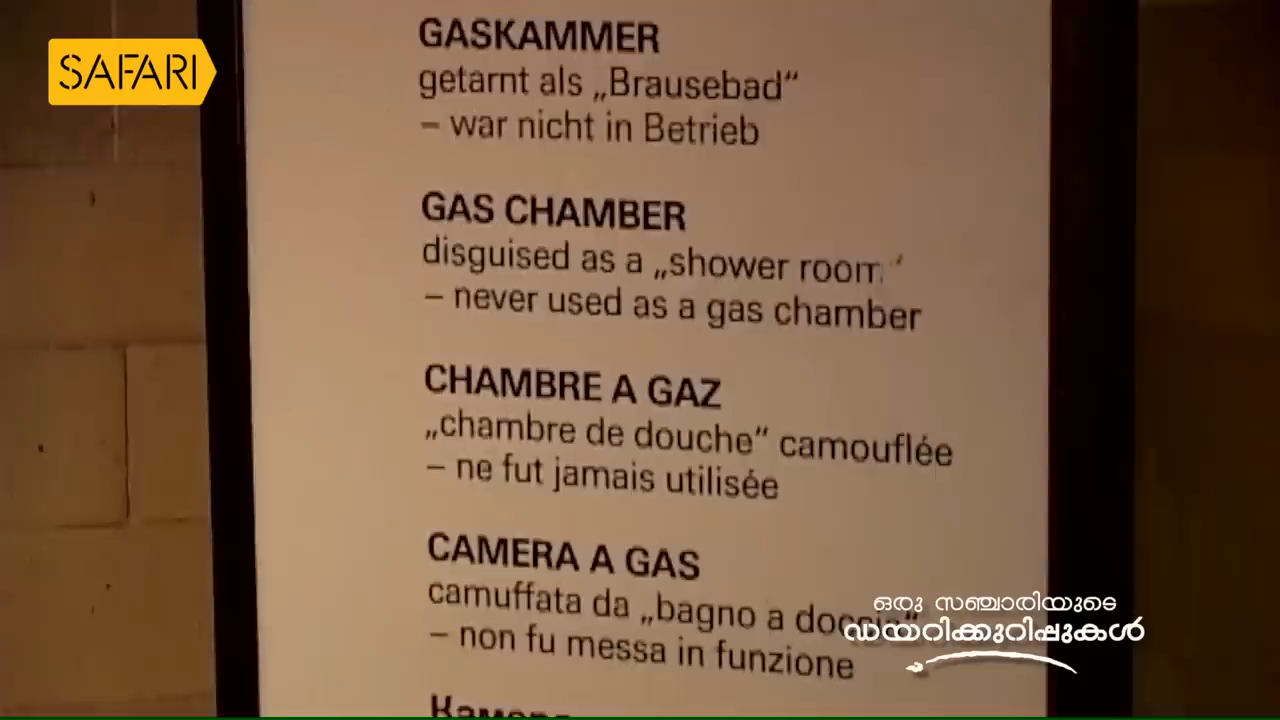 SAFARI
GASKAMMER
getarnt als „Brausebad“
– war nicht in Betrieb
GAS CHAMBER
disguised as a „shower room“
– never used as a gas chamber
CHAMBRE A GAZ
„chambre de douche“ camouflée
– ne fut jamais utilisée
CAMERA A GAS
camuffata da „bagno a doccia“
– non fu messa in funzione
ഒരു സഞ്ചാരിയുടെ
ഡയറിക്കുറിപ്പുകൾ